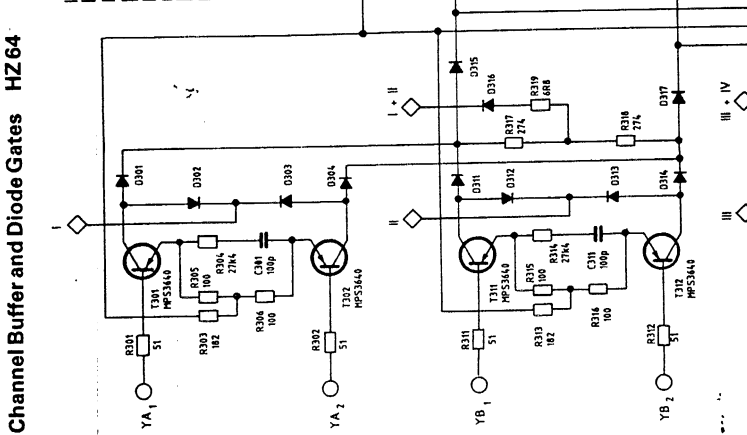 Channel Buffer and Diode Gates HZ64
D315
D316
I + II
R319
6R8
R317
274
R318
274
D317
III + IV
D301
D302
D303
D304
D311
D312
D313
D314
I
II
III
R304
27k4
C301
100p
R305
100
T301
MPS3640
R303
182
R306
100
T302
MPS3640
R314
27k4
C311
100p
R315
100
T311
MPS3640
R313
182
R316
100
T312
MPS3640
R301
51
R302
51
R311
51
R312
51
YA1
YA2
YB1
YB2